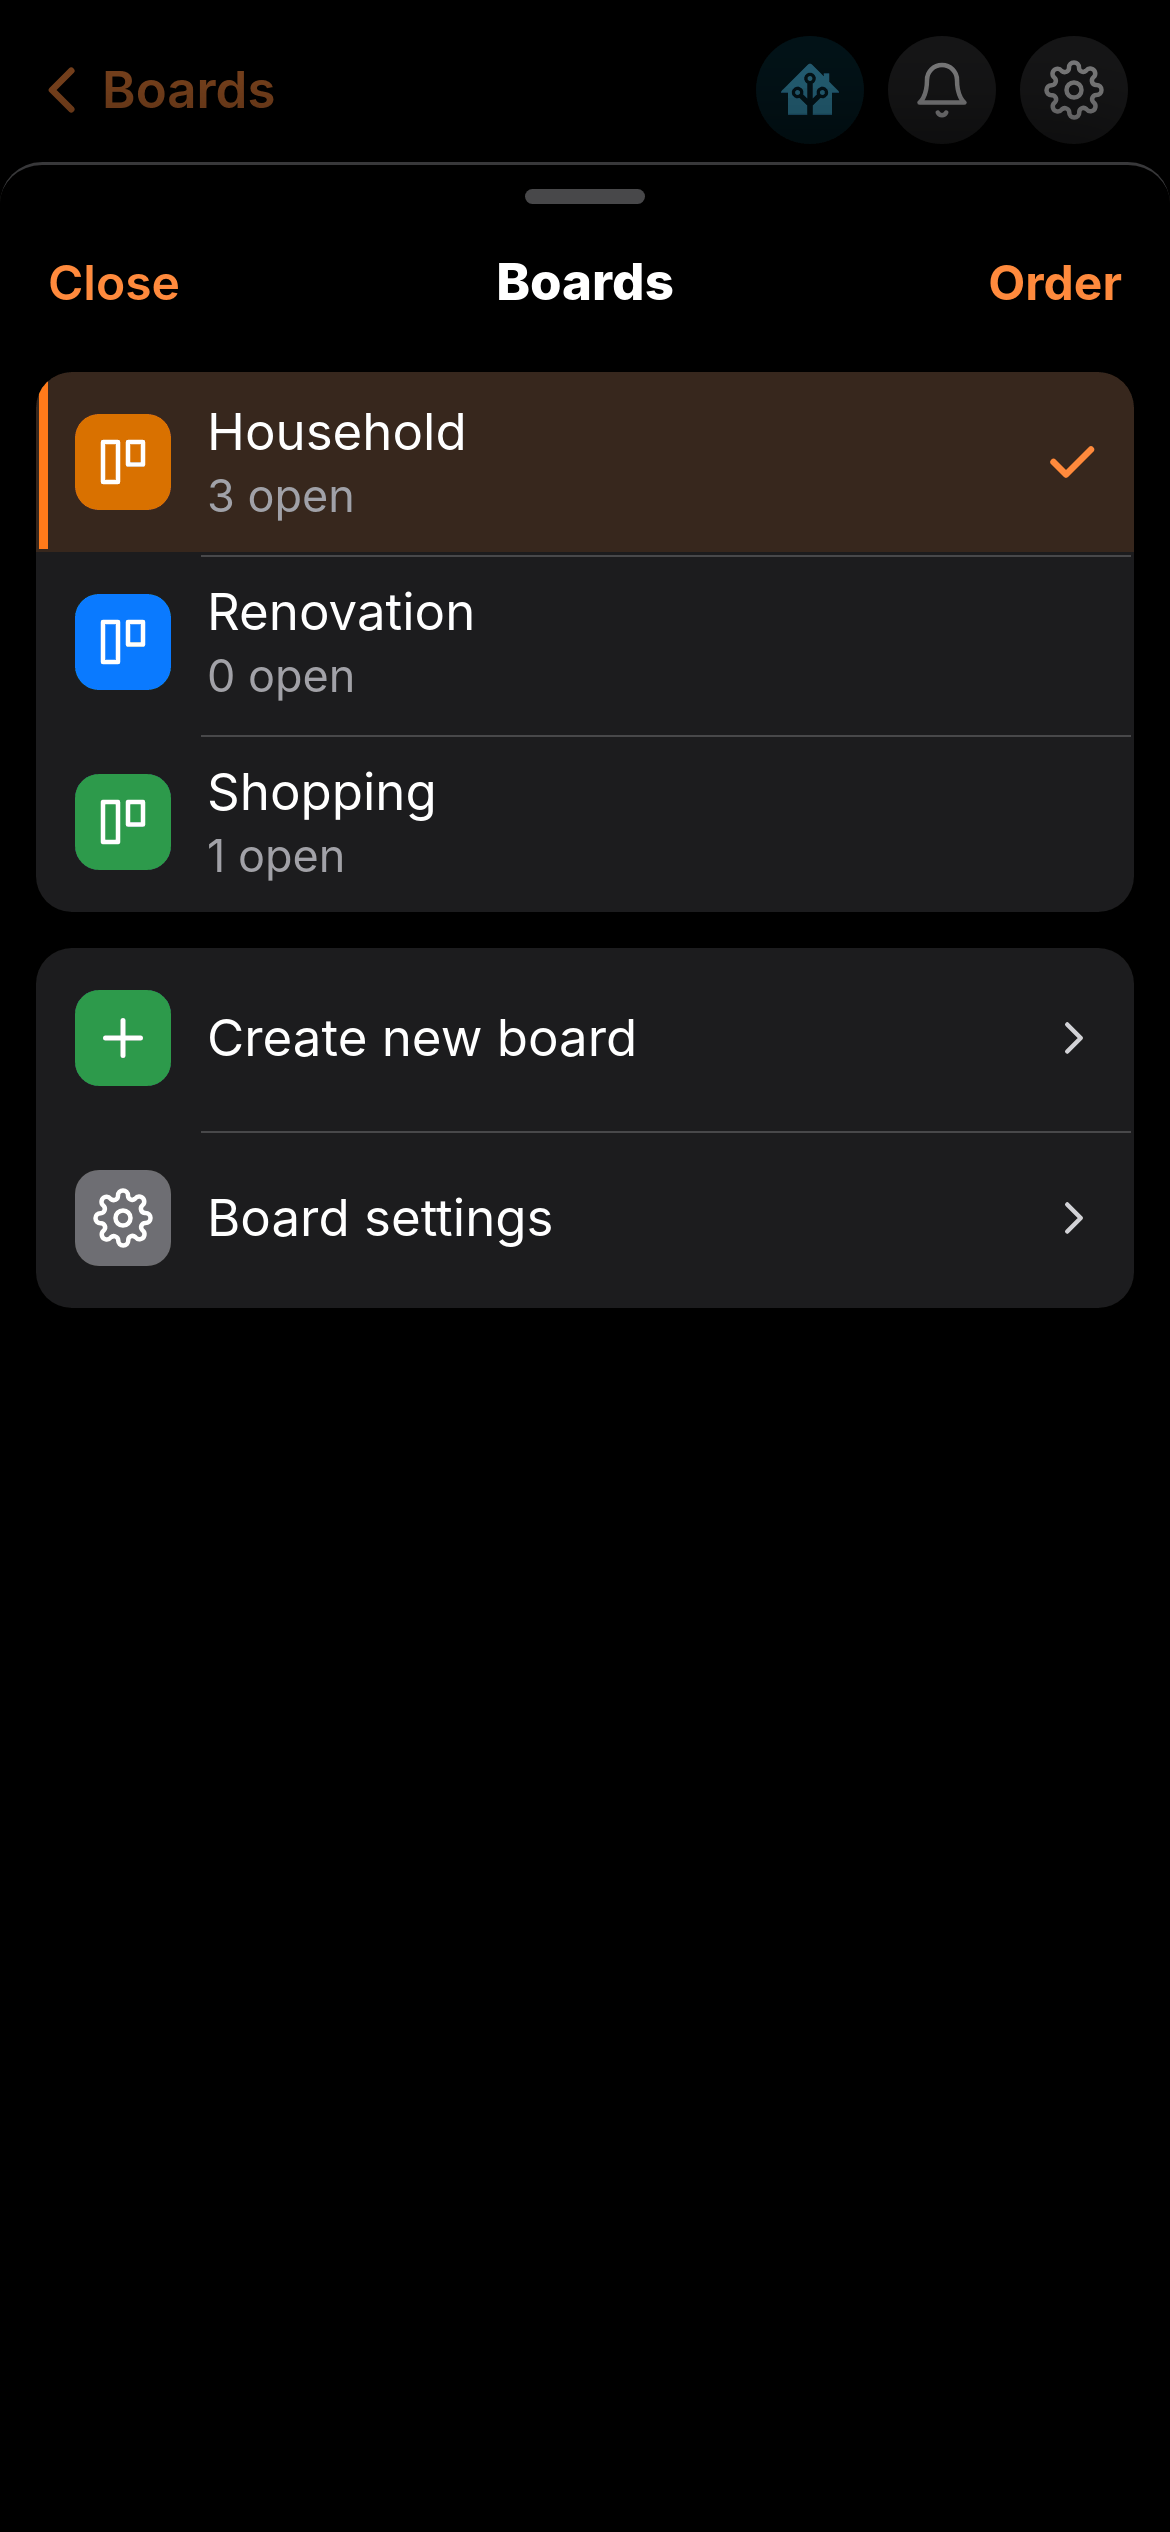 Boards
Close
Boards
Order
Household
3 open
Renovation
0 open
Shopping
1 open
Create new board
Board settings